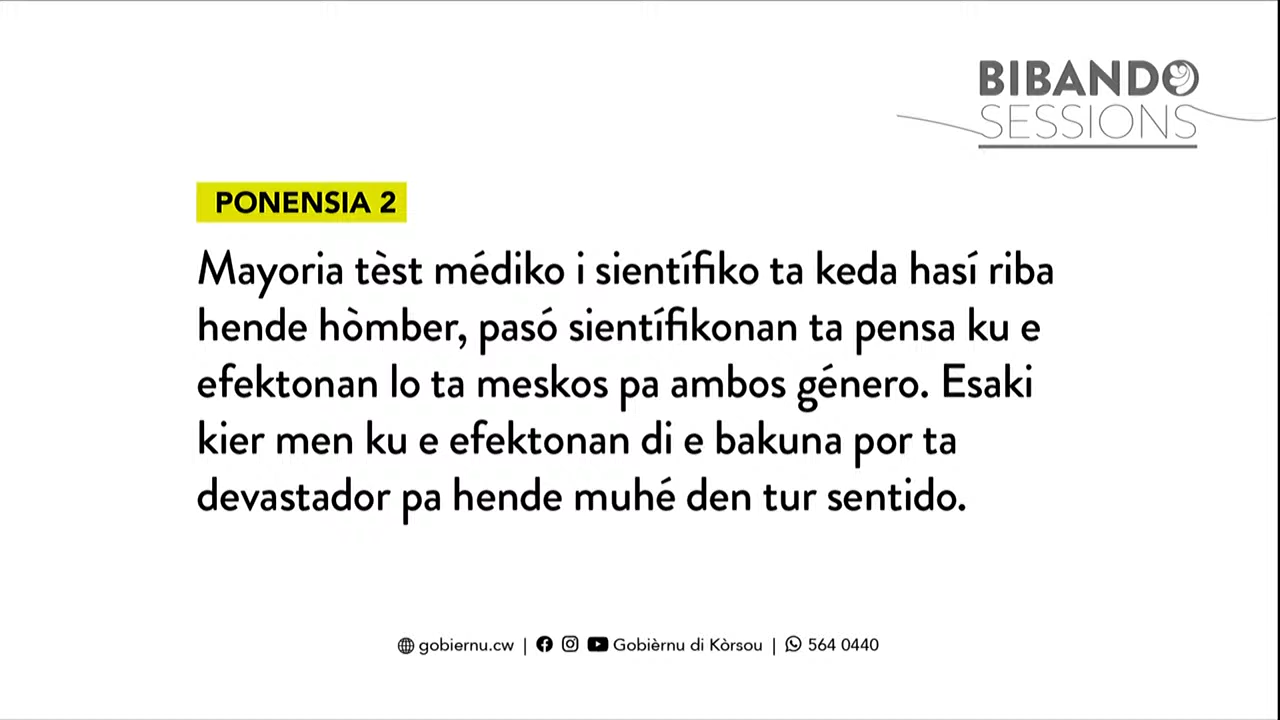 BIBANDO
SESSIONS
PONENSIA 2
Mayoria tèst médiko i sientífiko ta keda hasí riba
hende hòmber, pasó sientífikonan ta pensa ku e
efektonan lo ta meskos pa ambos género. Esaki
kier men ku e efektonan di e bakuna por ta
devastador pa hende muhé den tur sentido.
gobiernu.cw | Gobièrnu di Kòrsou | 564 0440